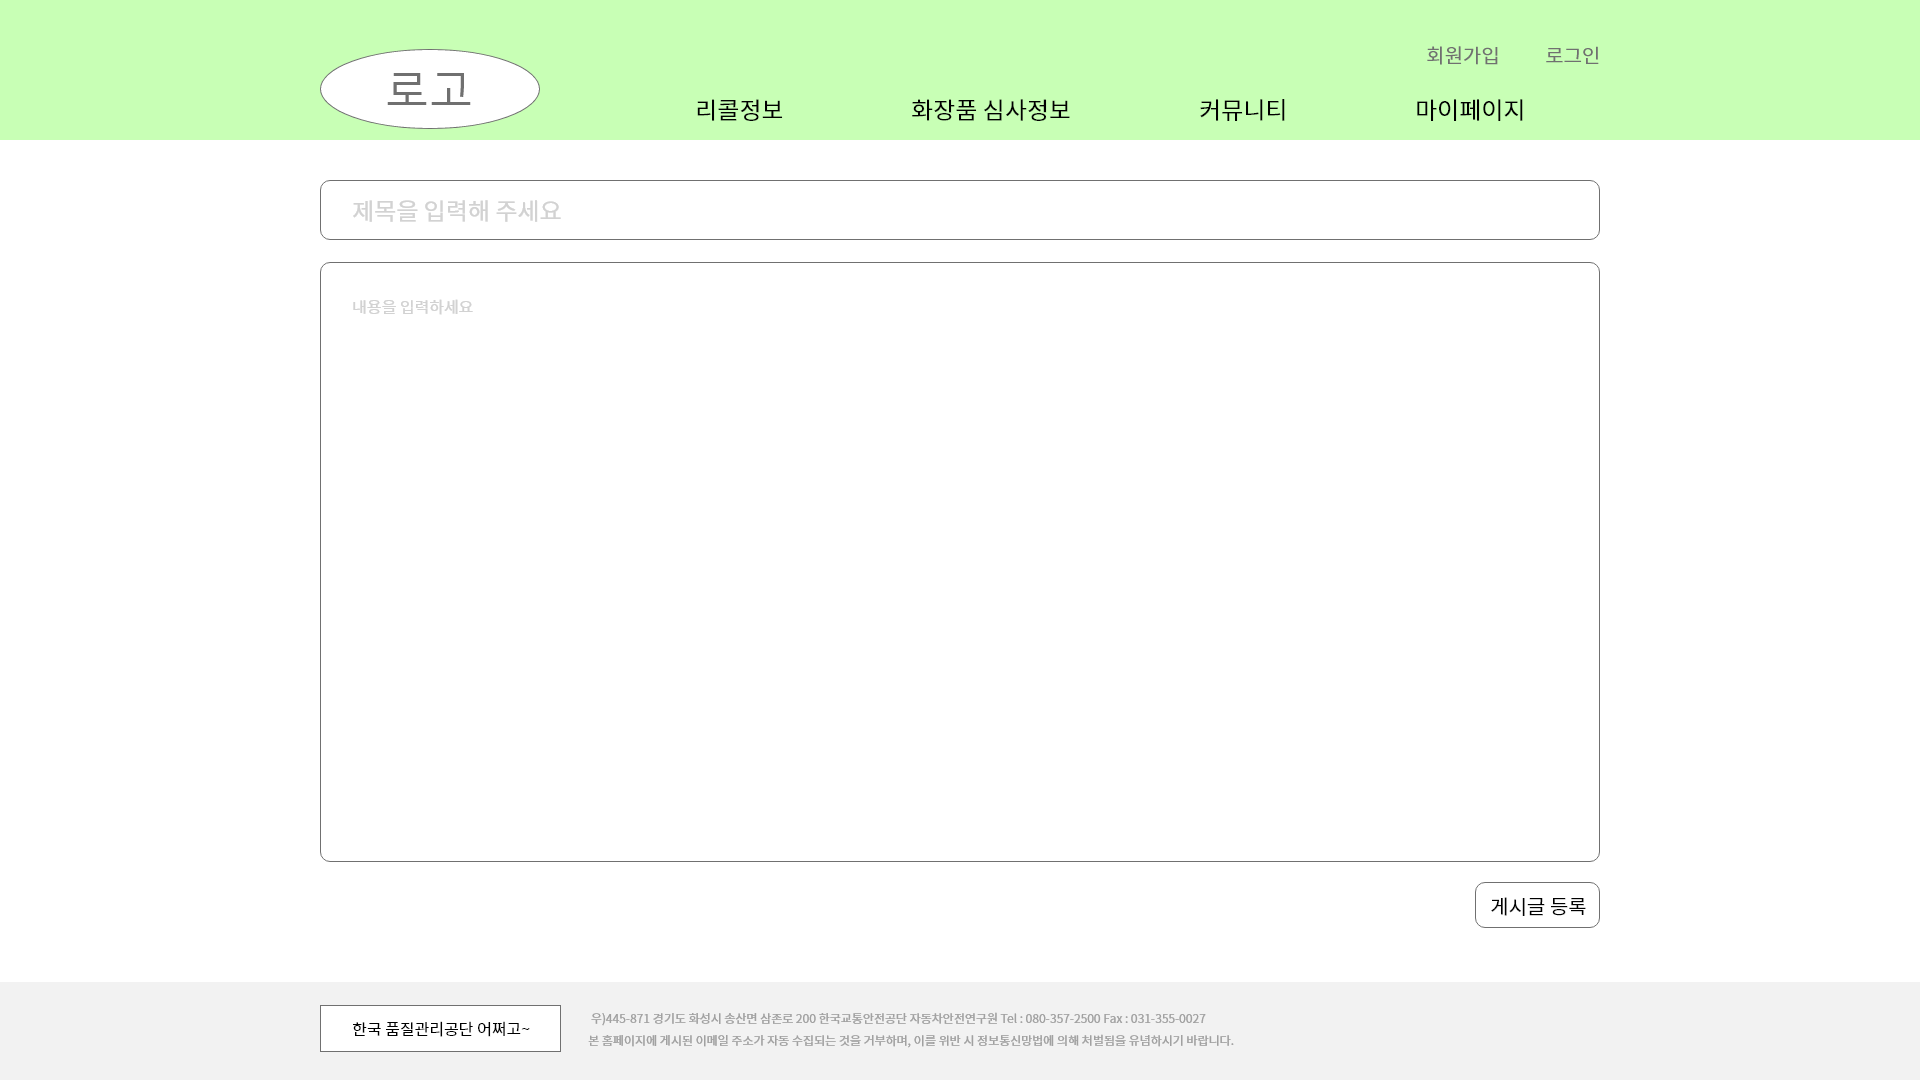 회원가입 로그인
로고
리콜정보 화장품 심사정보 커뮤니티 마이페이지
제목을 입력해 주세요
내용을 입력하세요
게시글 등록
한국 품질관리공단 어쩌고~
우)445-871 경기도 화성시 송산면 삼존로 200 한국교통안전공단 자동차안전연구원 Tel : 080-357-2500 Fax : 031-355-0027
본 홈페이지에 게시된 이메일 주소가 자동 수집되는 것을 거부하며, 이를 위반 시 정보통신망법에 의해 처벌됨을 유념하시기 바랍니다.